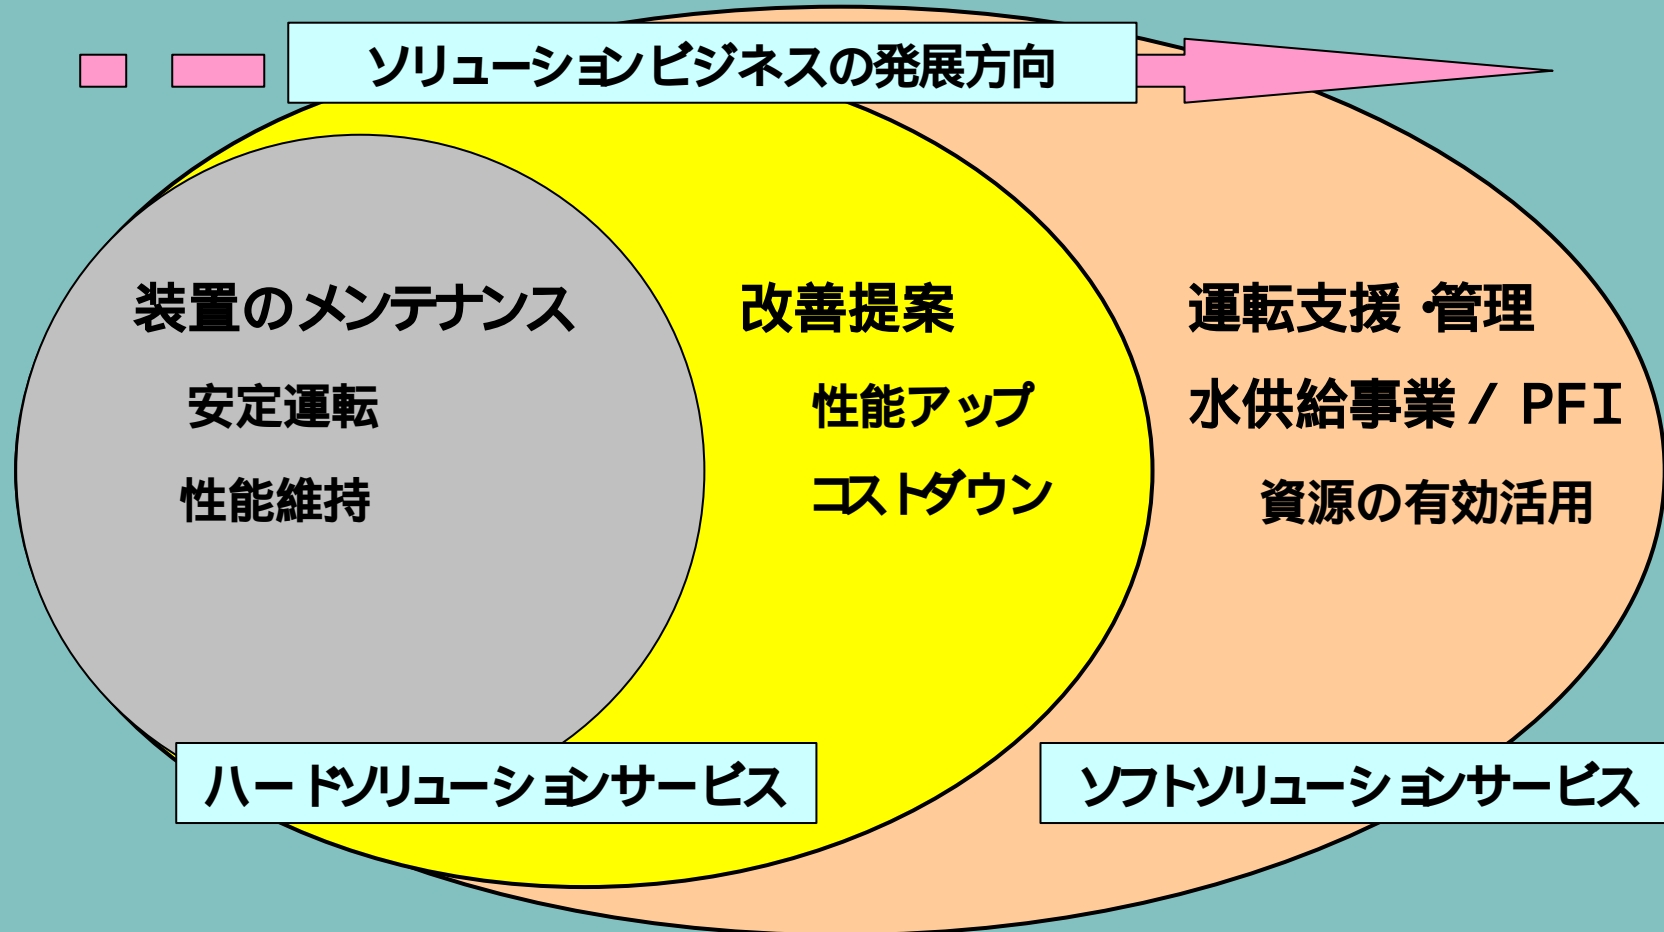 ソリューションビジネスの発展方向
装置のメンテナンス
安定運転
性能維持
改善提案
性能アップ
コストダウン
運転支援・管理
水供給事業/PFI
資源の有効活用
ハードソリューションサービス
ソフトソリューションサービス